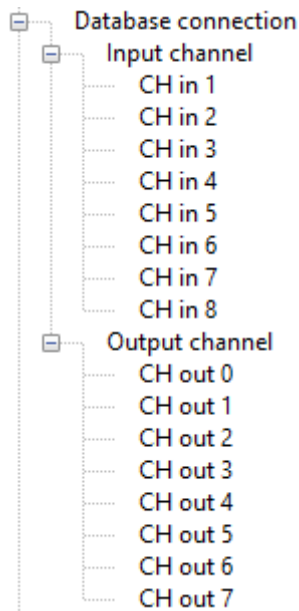 Database connection
Input channel
CH in 1
CH in 2
CH in 3
CH in 4
CH in 5
CH in 6
CH in 7
CH in 8
Output channel
CH out 0
CH out 1
CH out 2
CH out 3
CH out 4
CH out 5
CH out 6
CH out 7